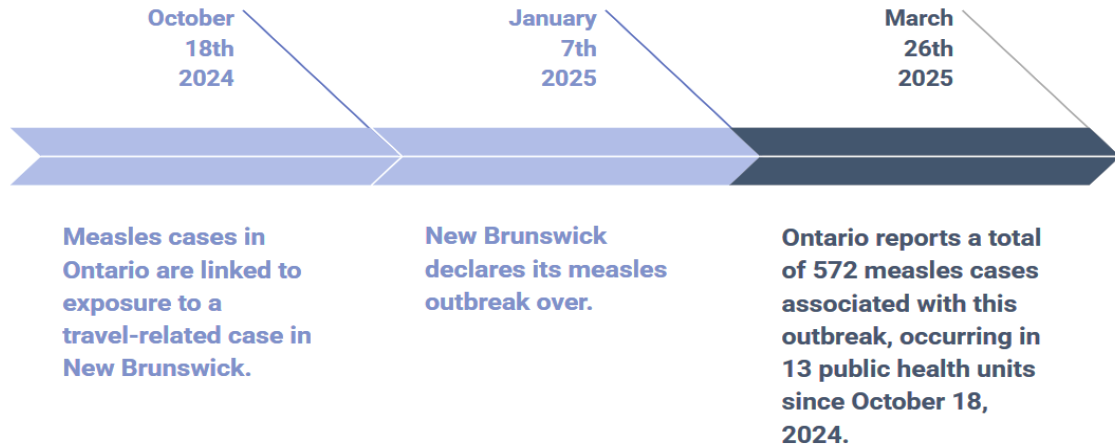 October
18th
2024
January
7th
2025
March
26th
2025
Measles cases in
Ontario are linked to
exposure to a
travel-related case in
New Brunswick.
New Brunswick
declares its measles
outbreak over.
Ontario reports a total
of 572 measles cases
associated with this
outbreak, occurring in
13 public health units
since October 18,
2024.